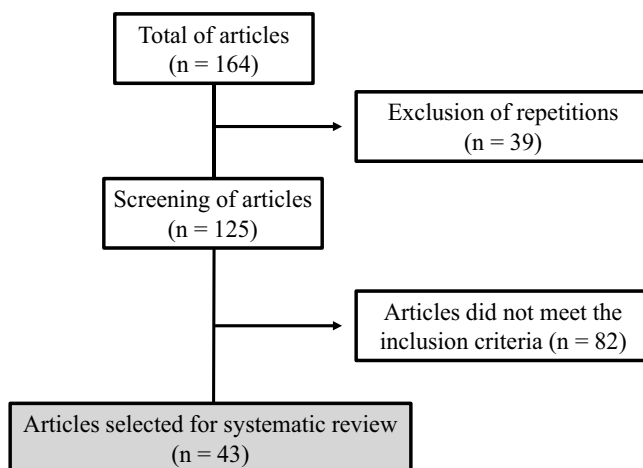 Total of articles
(n = 164)
Exclusion of repetitions
(n = 39)
Screening of articles
(n = 125)
Articles did not meet the
inclusion criteria (n = 82)
Articles selected for systematic review
(n = 43)